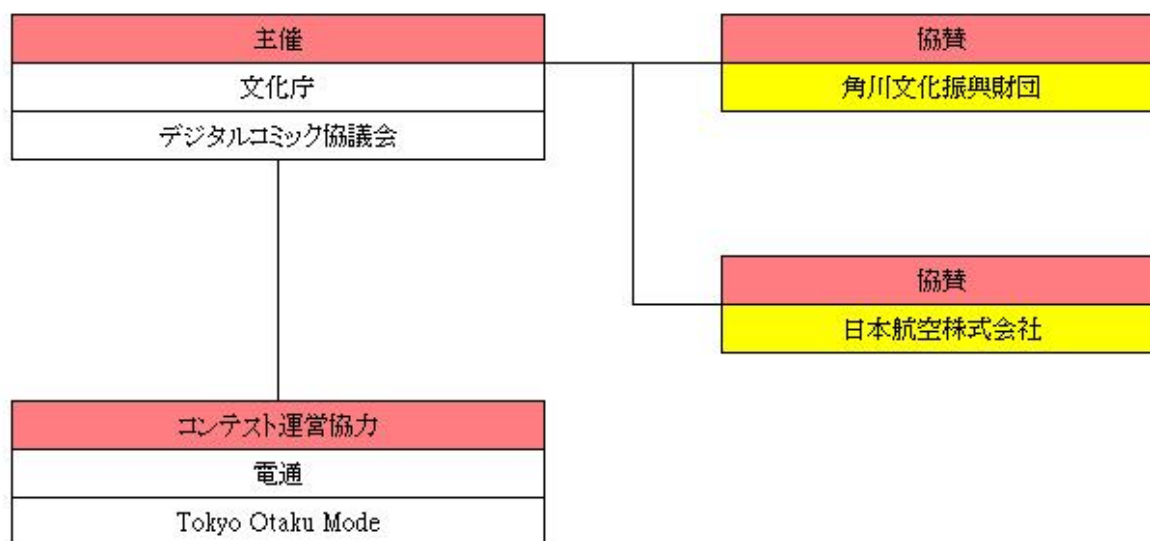 主催
文化庁
デジタルコミック協議会
協賛
角川文化振興財団
協賛
日本航空株式会社
コンテスト運営協力
電通
Tokyo Otaku Mode